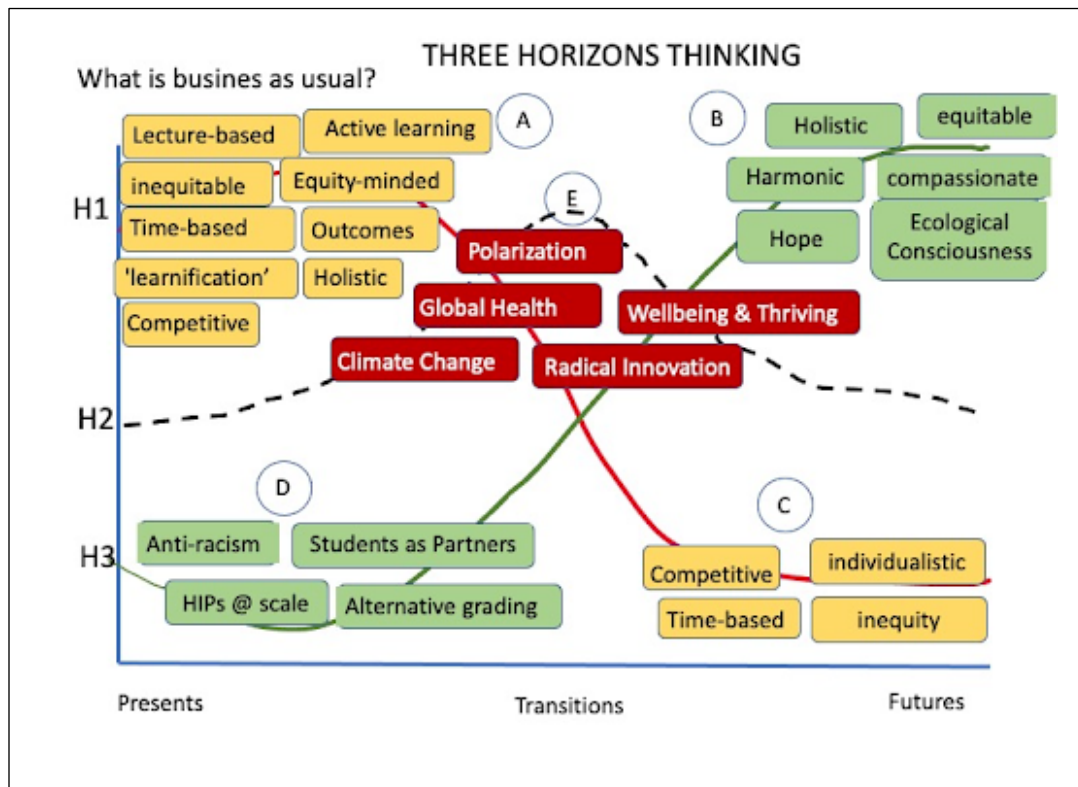 THREE HORIZONS THINKING
What is busines as usual?
A
B
Lecture-based
Active learning
Holistic
equitable
inequitable
Equity-minded
Harmonic
compassionate
H1
E
Time-based
Outcomes
Polarization
Hope
Ecological
Consciousness
'learnification’
Holistic
Global Health
Wellbeing & Thriving
Competitive
Climate Change
Radical Innovation
H2
D
C
Anti-racism
Students as Partners
H3
Competitive
individualistic
HIPs @ scale
Alternative grading
Time-based
inequity
Presents
Transitions
Futures